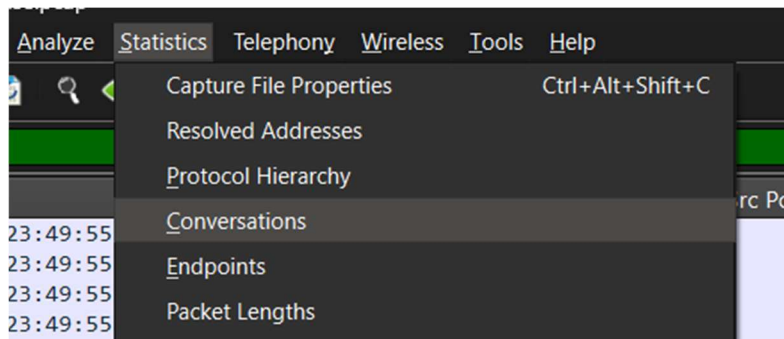 Analyze Statistics Telephony Wireless Tools Help
Capture File Properties Ctrl+Alt+Shift+C
Resolved Addresses
Protocol Hierarchy
Conversations
23:49:55
Endpoints
23:49:55
23:49:55
Packet Lengths
23:49:55